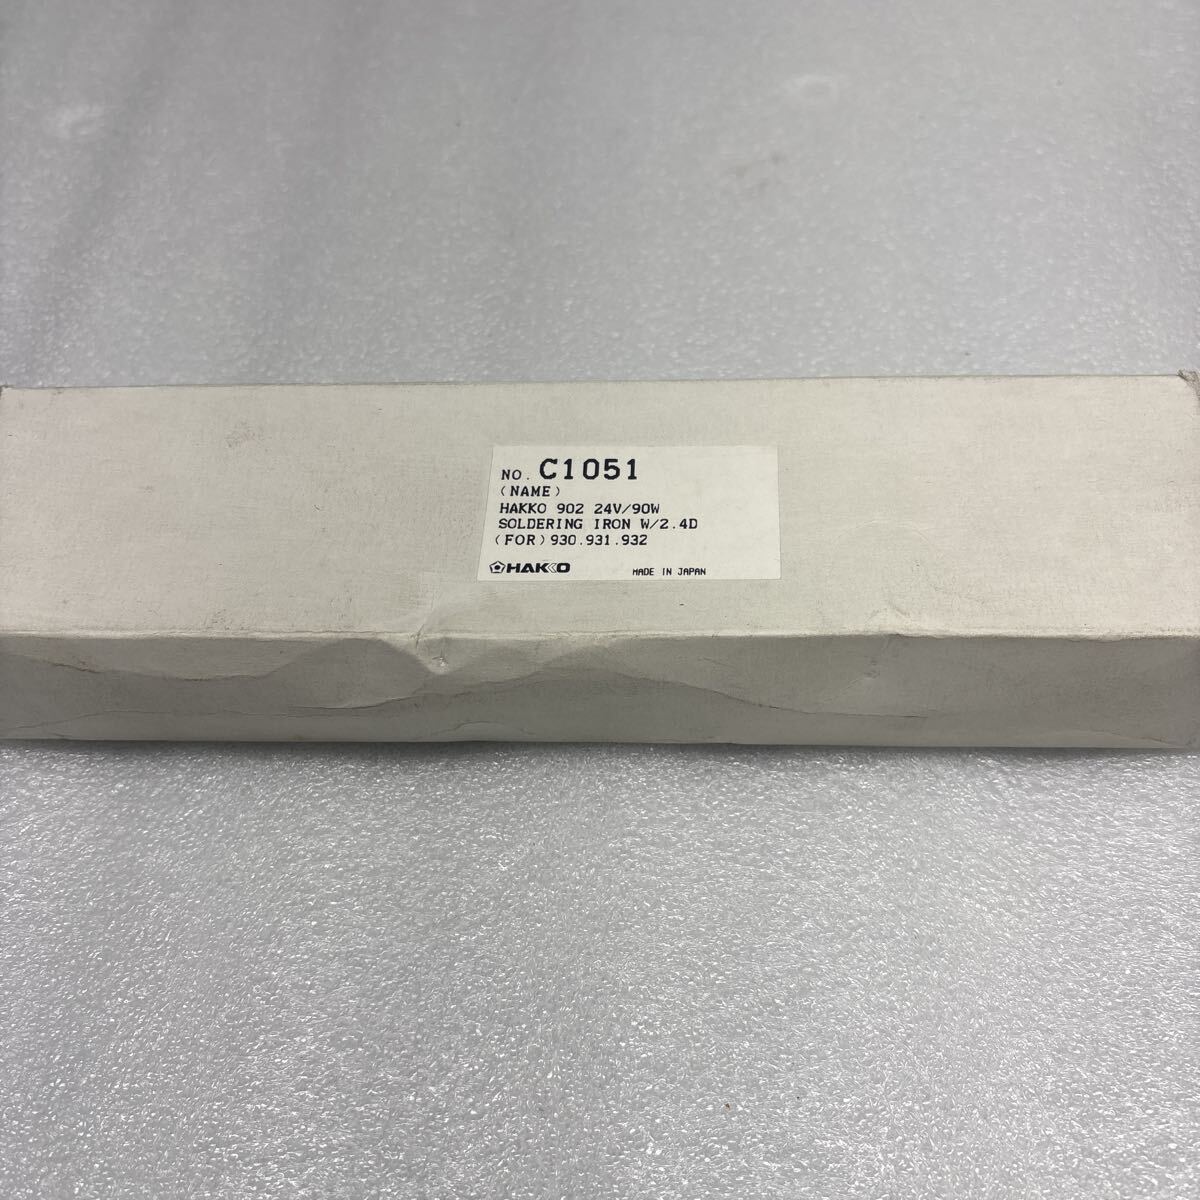 NO. C1051
(NAME)
HAKKO 902 24V/90W
SOLDERING IRON W/2.4D
(FOR)930.931.932
HAKKO MADE IN JAPAN